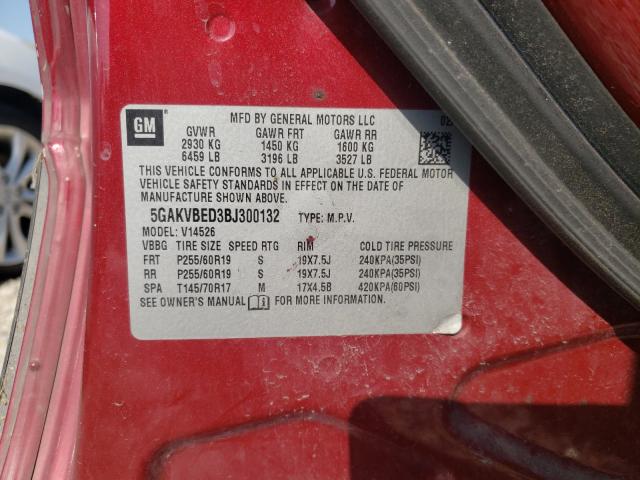 GM
MFD BY GENERAL MOTORS LLC
GVWR GAWR FRT GAWR RR
2930 KG 1450 KG 1600 KG
6459 LB 3196 LB 3527 LB
THIS VEHICLE CONFORMS TO ALL APPLICABLE U.S. FEDERAL MOTOR
VEHICLE SAFETY STANDARDS IN EFFECT ON THE DATE OF
MANUFACTURE SHOWN ABOVE.
5GAKVBED3BJ300132 TYPE: M.P.V.
MODEL: V14526
VBBG TIRE SIZE SPEED RTG RIM COLD TIRE PRESSURE
FRT P255/60R19 S 19X7.5J 240KPA(35PSI)
RR P255/60R19 S 19X7.5J 240KPA(35PSI)
SPA T145/70R17 M 17X4.5B 420KPA(60PSI)
SEE OWNER'S MANUAL FOR MORE INFORMATION.